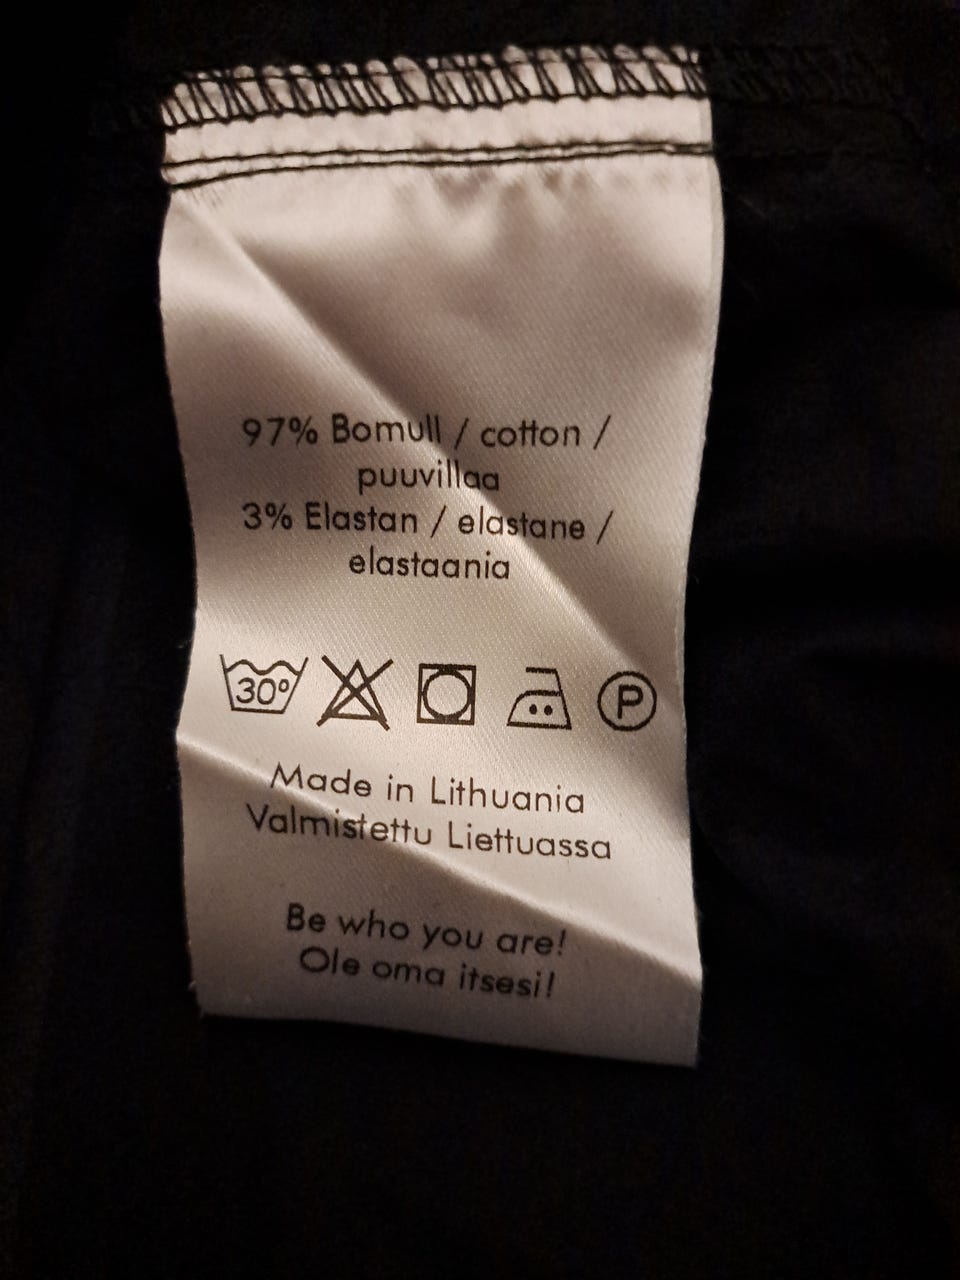 97% Bomull / cotton /
puuvillaa
3% Elastan / elastane /
elastaania
30º P
Made in Lithuania
Valmistettu Liettuassa
Be who you are!
Ole oma itsesi!